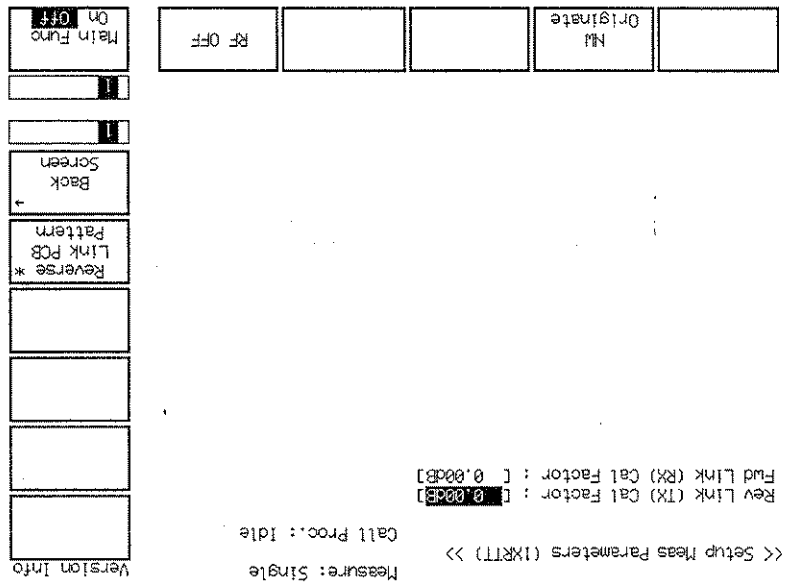 << Setup Meas Parameters (1XRTT) >>
Measure: Single
Call Proc.: Idle
Version Info
Rev Link (TX) Cal Factor : [ 0.00dB]
Fwd Link (RX) Cal Factor : [ 0.00dB]
Reverse *
Link PCB
Pattern
→
Back
Screen
1
1
NW
Originate
RF OFF
Main Func
On Off